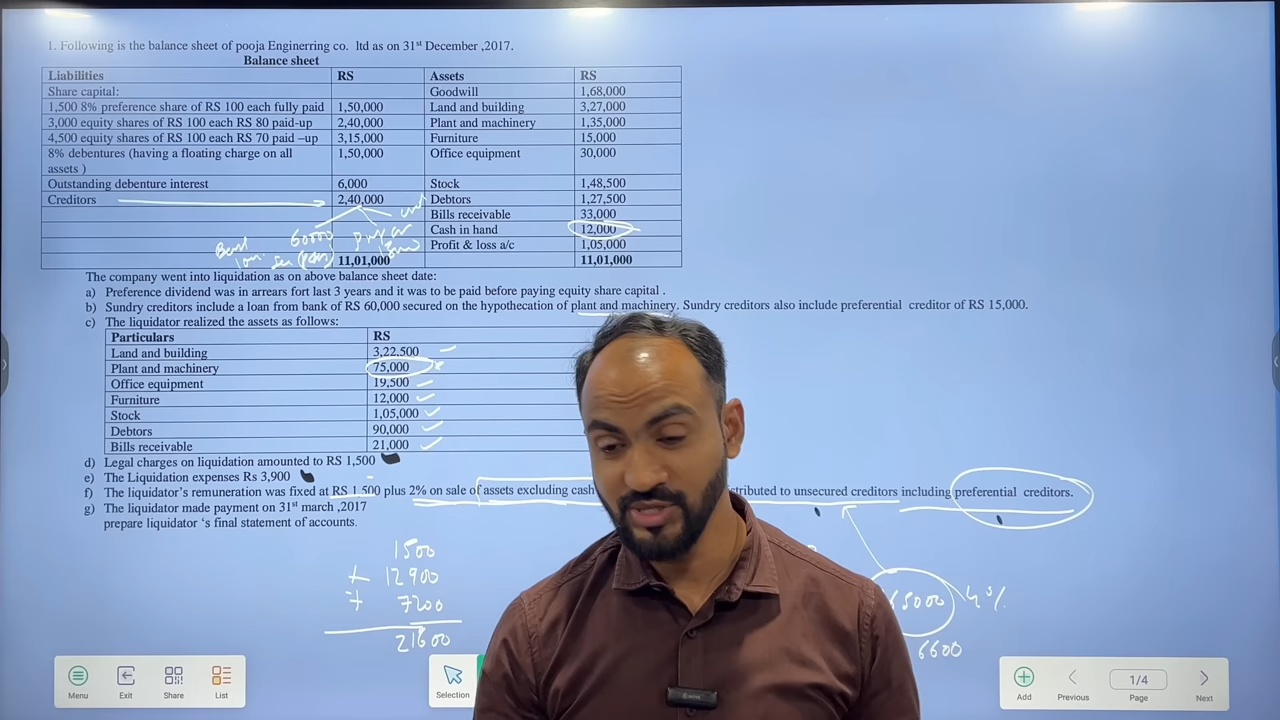 1. Following is the balance sheet of pooja Enginerring co. ltd as on 31st December ,2017.
Balance sheet
Liabilities RS Assets RS
Share capital: Goodwill 1,68,000
1,500 8% preference share of RS 100 each fully paid 1,50,000 Land and building 3,27,000
3,000 equity shares of RS 100 each RS 80 paid-up 2,40,000 Plant and machinery 1,35,000
4,500 equity shares of RS 100 each RS 70 paid –up 3,15,000 Furniture 15,000
8% debentures (having a floating charge on all 1,50,000 Office equipment 30,000
assets )
Outstanding debenture interest 6,000 Stock 1,48,500
Creditors 2,40,000 Debtors 1,27,500
Bills receivable 33,000
60000 Cash in hand 12,000
Profit & loss a/c 1,05,000
11,01,000 11,01,000
The company went into liquidation as on above balance sheet date:
a) Preference dividend was in arrears fort last 3 years and it was to be paid before paying equity share capital .
b) Sundry creditors include a loan from bank of RS 60,000 secured on the hypothecation of plant and machinery. Sundry creditors also include preferential creditor of RS 15,000.
c) The liquidator realized the assets as follows:
Particulars RS
Land and building 3,22,500
Plant and machinery 75,000
Office equipment 19,500
Furniture 12,000
Stock 1,05,000
Debtors 90,000
Bills receivable 21,000
d) Legal charges on liquidation amounted to RS 1,500
e) The Liquidation expenses Rs 3,900
f) The liquidator's remuneration was fixed at RS 1,500 plus 2% on sale of assets excluding cash stributed to unsecured creditors including preferential creditors.
g) The liquidator made payment on 31st march ,2017
prepare liquidator 's final statement of accounts.
1500
+ 12900
+ 7200
21600
5000 4%
6600
Menu Exit Share List Selection Add Previous 1/4 Page Next